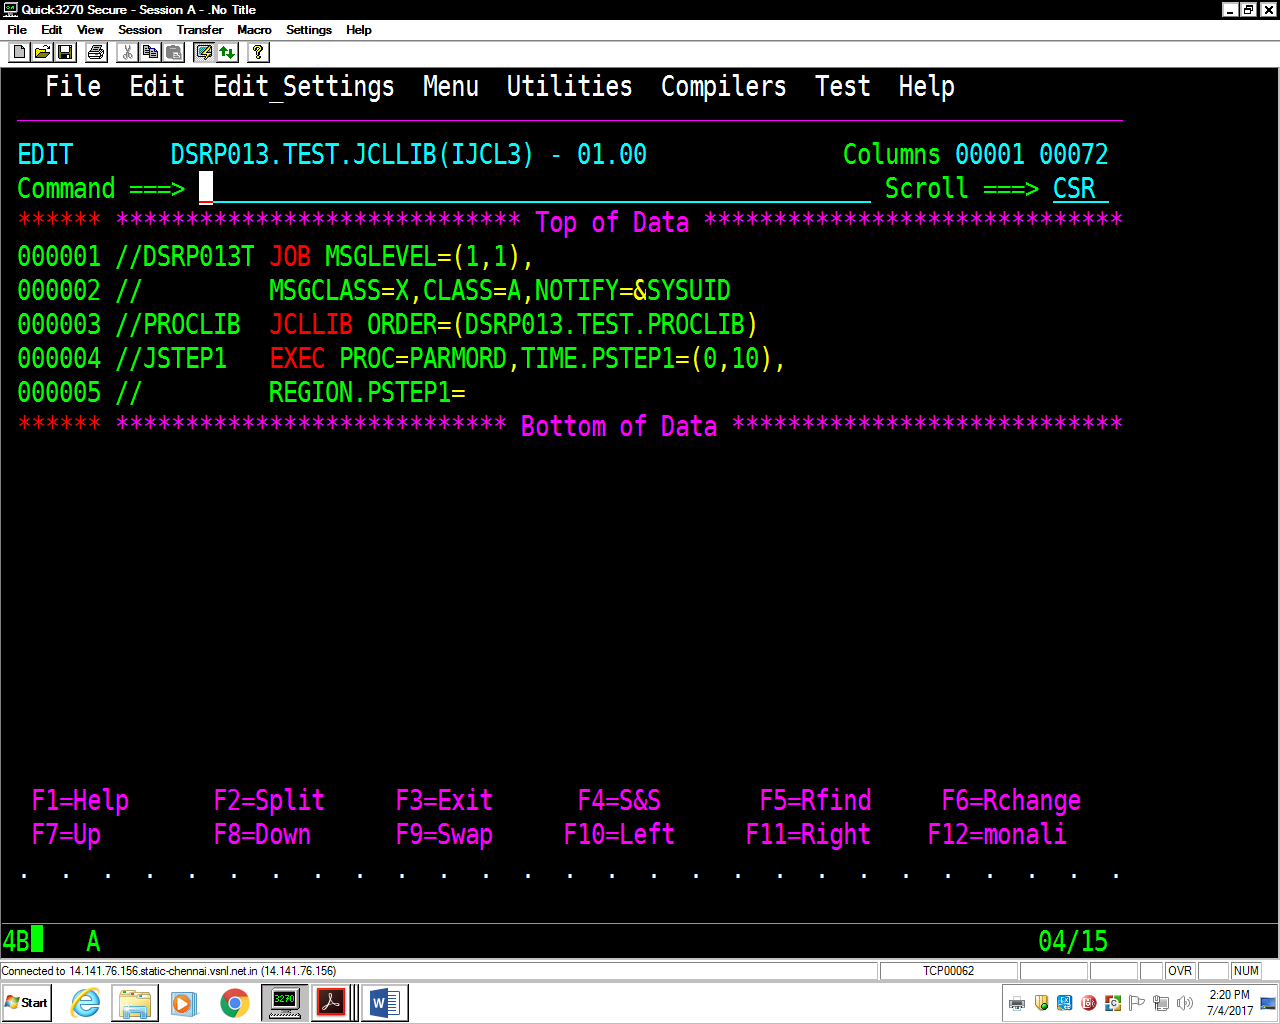 Quick3270 Secure - Session A - .No Title
File Edit View Session Transfer Macro Settings Help
File Edit Edit_Settings Menu Utilities Compilers Test Help
EDIT DSRP013.TEST.JCLLIB(IJCL3) - 01.00 Columns 00001 00072
Command ===> Scroll ===> CSR
****** ***************************** Top of Data ******************************
000001 //DSRP013T JOB MSGLEVEL=(1,1),
000002 // MSGCLASS=X,CLASS=A,NOTIFY=&SYSUID
000003 //PROCLIB JCLLIB ORDER=(DSRP013.TEST.PROCLIB)
000004 //JSTEP1 EXEC PROC=PARMORD,TIME.PSTEP1=(0,10),
000005 // REGION.PSTEP1=
****** **************************** Bottom of Data ****************************
F1=Help F2=Split F3=Exit F4=S&S F5=Rfind F6=Rchange
F7=Up F8=Down F9=Swap F10=Left F11=Right F12=monali
. . . . . . . . . . . . . . . . . . . . . . . . . . .
4B A 04/15
Connected to 14.141.76.156.static-chennai.vsnl.net.in (14.141.76.156) TCP00062 OVR NUM
Start 3270 W 2:20 PM
7/4/2017